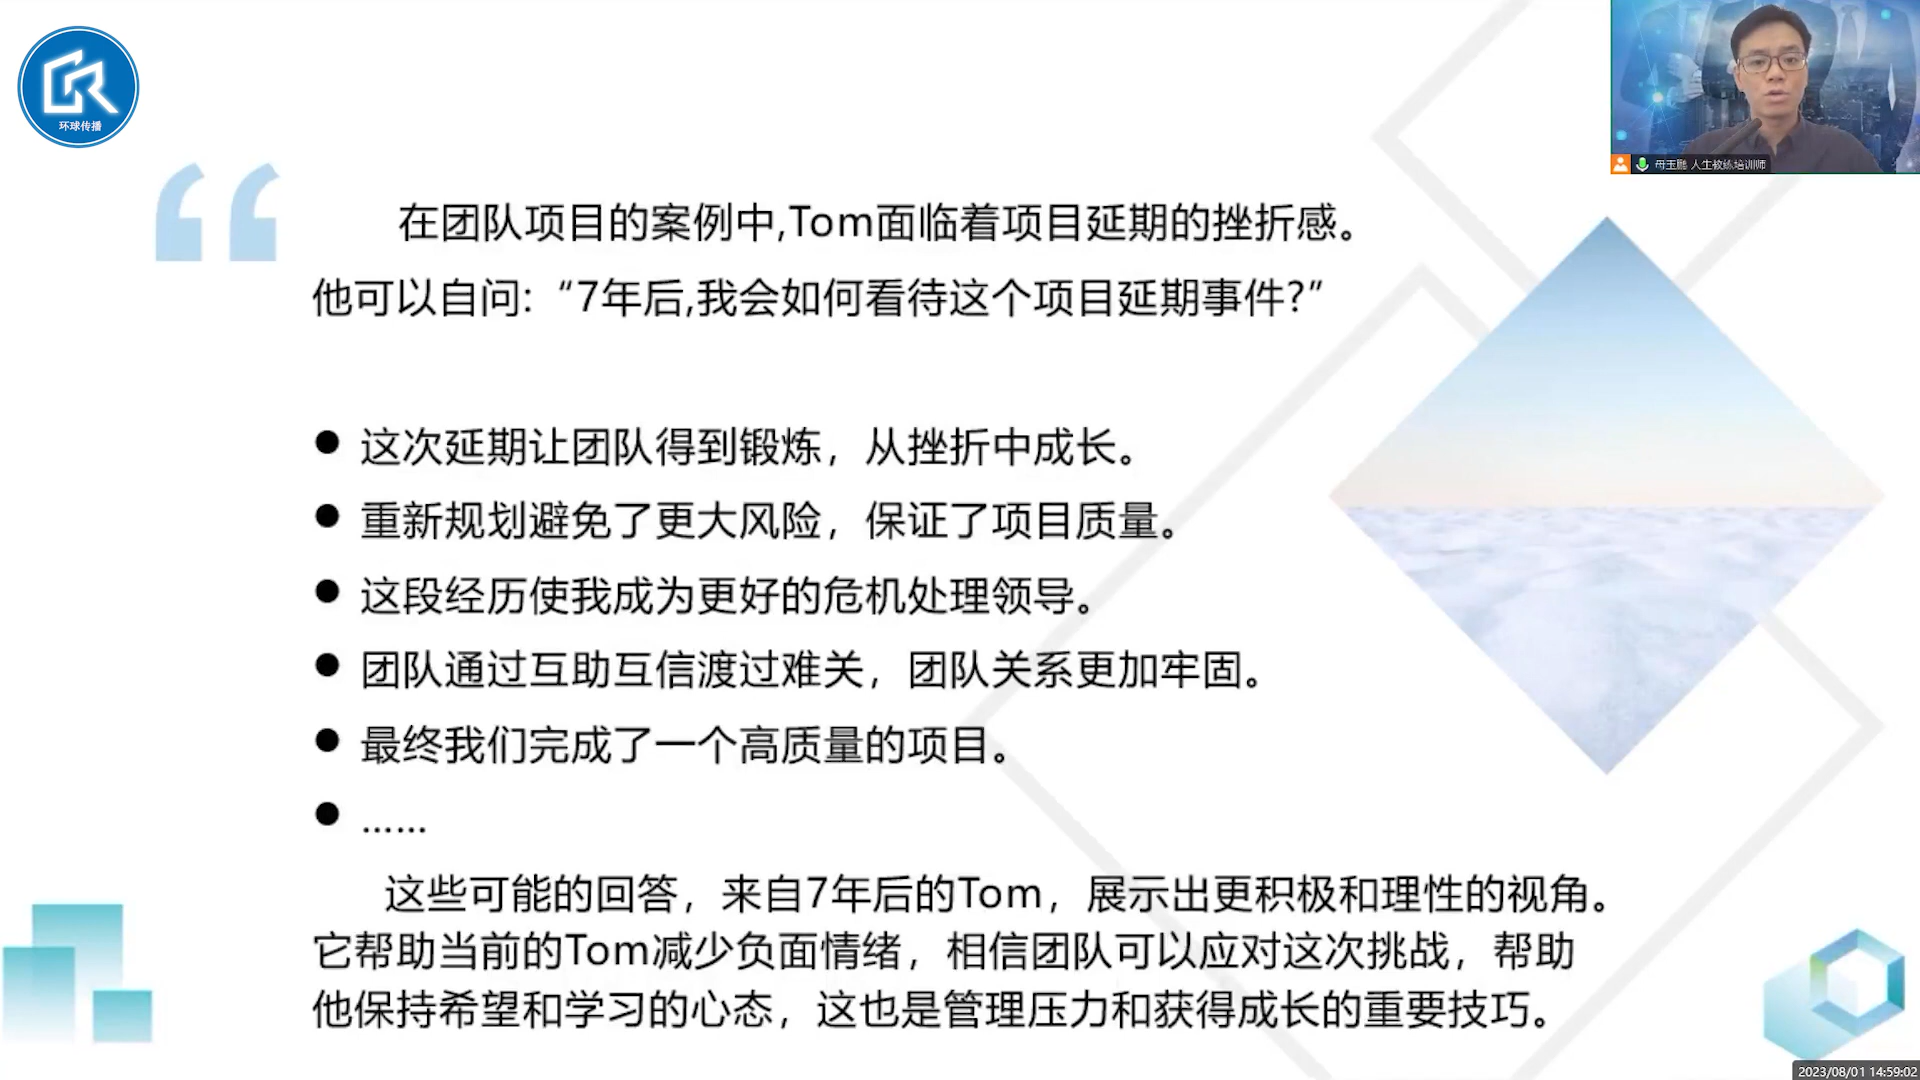 环球传播
母玉鹏 人生教练培训师
在团队项目的案例中,Tom面临着项目延期的挫折感。
他可以自问:“7年后,我会如何看待这个项目延期事件?”
● 这次延期让团队得到锻炼，从挫折中成长。
● 重新规划避免了更大风险，保证了项目质量。
● 这段经历使我成为更好的危机处理领导。
● 团队通过互助互信渡过难关，团队关系更加牢固。
● 最终我们完成了一个高质量的项目。
● ……
这些可能的回答，来自7年后的Tom，展示出更积极和理性的视角。
它帮助当前的Tom减少负面情绪，相信团队可以应对这次挑战，帮助
他保持希望和学习的心态，这也是管理压力和获得成长的重要技巧。
2023/08/01 14:59:02